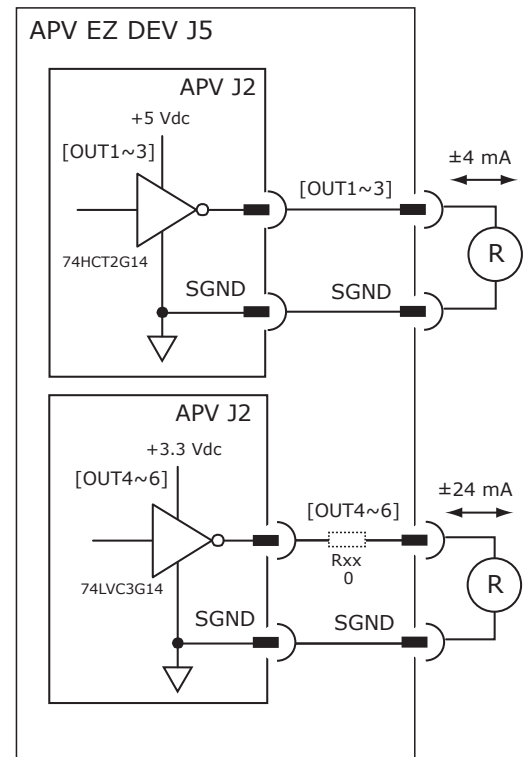 APV EZ DEV J5
APV J2
+5 Vdc
[OUT1~3]
[OUT1~3]
±4 mA
R
74HCT2G14
SGND
SGND
APV J2
+3.3 Vdc
[OUT4~6]
[OUT4~6]
±24 mA
Rxx
0
R
74LVC3G14
SGND
SGND